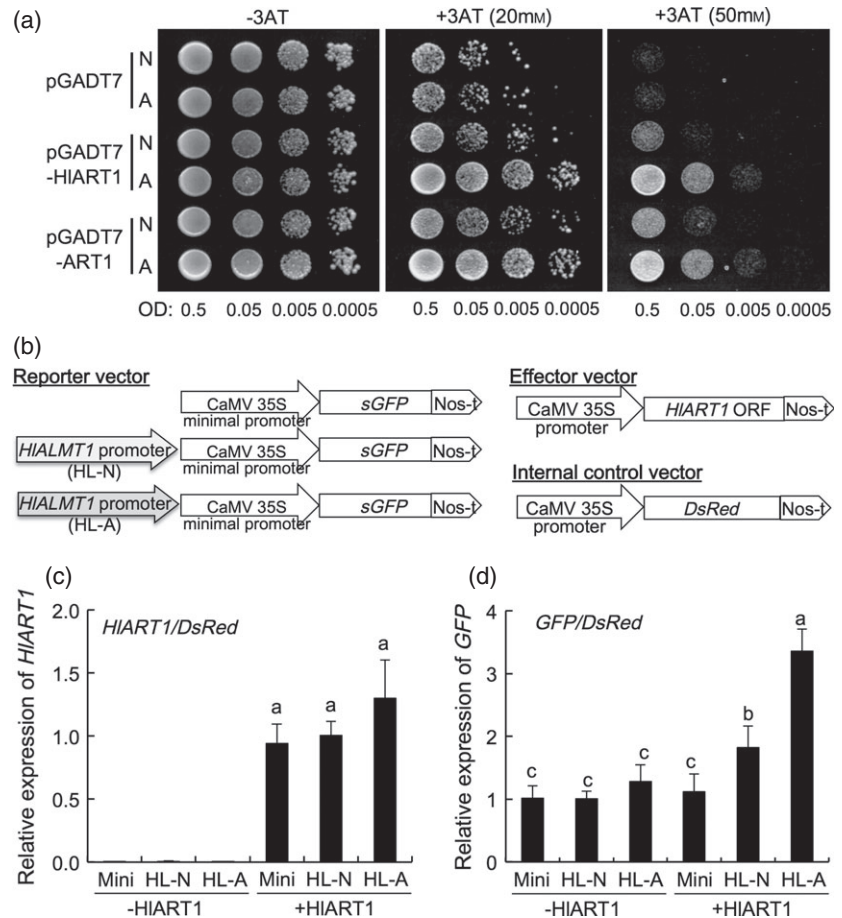 (a)
-3AT
+3AT (20mM)
+3AT (50mM)
pGADT7
N
A
pGADT7
-HlART1
N
A
pGADT7
-ART1
N
A
OD: 0.5 0.05 0.005 0.0005
0.5 0.05 0.005 0.0005
0.5 0.05 0.005 0.0005
(b)
Reporter vector
CaMV 35S
minimal promoter
sGFP
Nos-t
HlALMT1 promoter
(HL-N)
CaMV 35S
minimal promoter
sGFP
Nos-t
HlALMT1 promoter
(HL-A)
CaMV 35S
minimal promoter
sGFP
Nos-t
Effector vector
CaMV 35S
promoter
HlART1 ORF
Nos-t
Internal control vector
CaMV 35S
promoter
DsRed
Nos-t
(c)
Relative expression of HlART1
2.0
1.5
1.0
0.5
0.0
HlART1/DsRed
a
a
a
Mini HL-N HL-A Mini HL-N HL-A
-HlART1 +HlART1
(d)
Relative expression of GFP
4
3
2
1
0
GFP/DsRed
c
c
c
c
b
a
Mini HL-N HL-A Mini HL-N HL-A
-HlART1 +HlART1